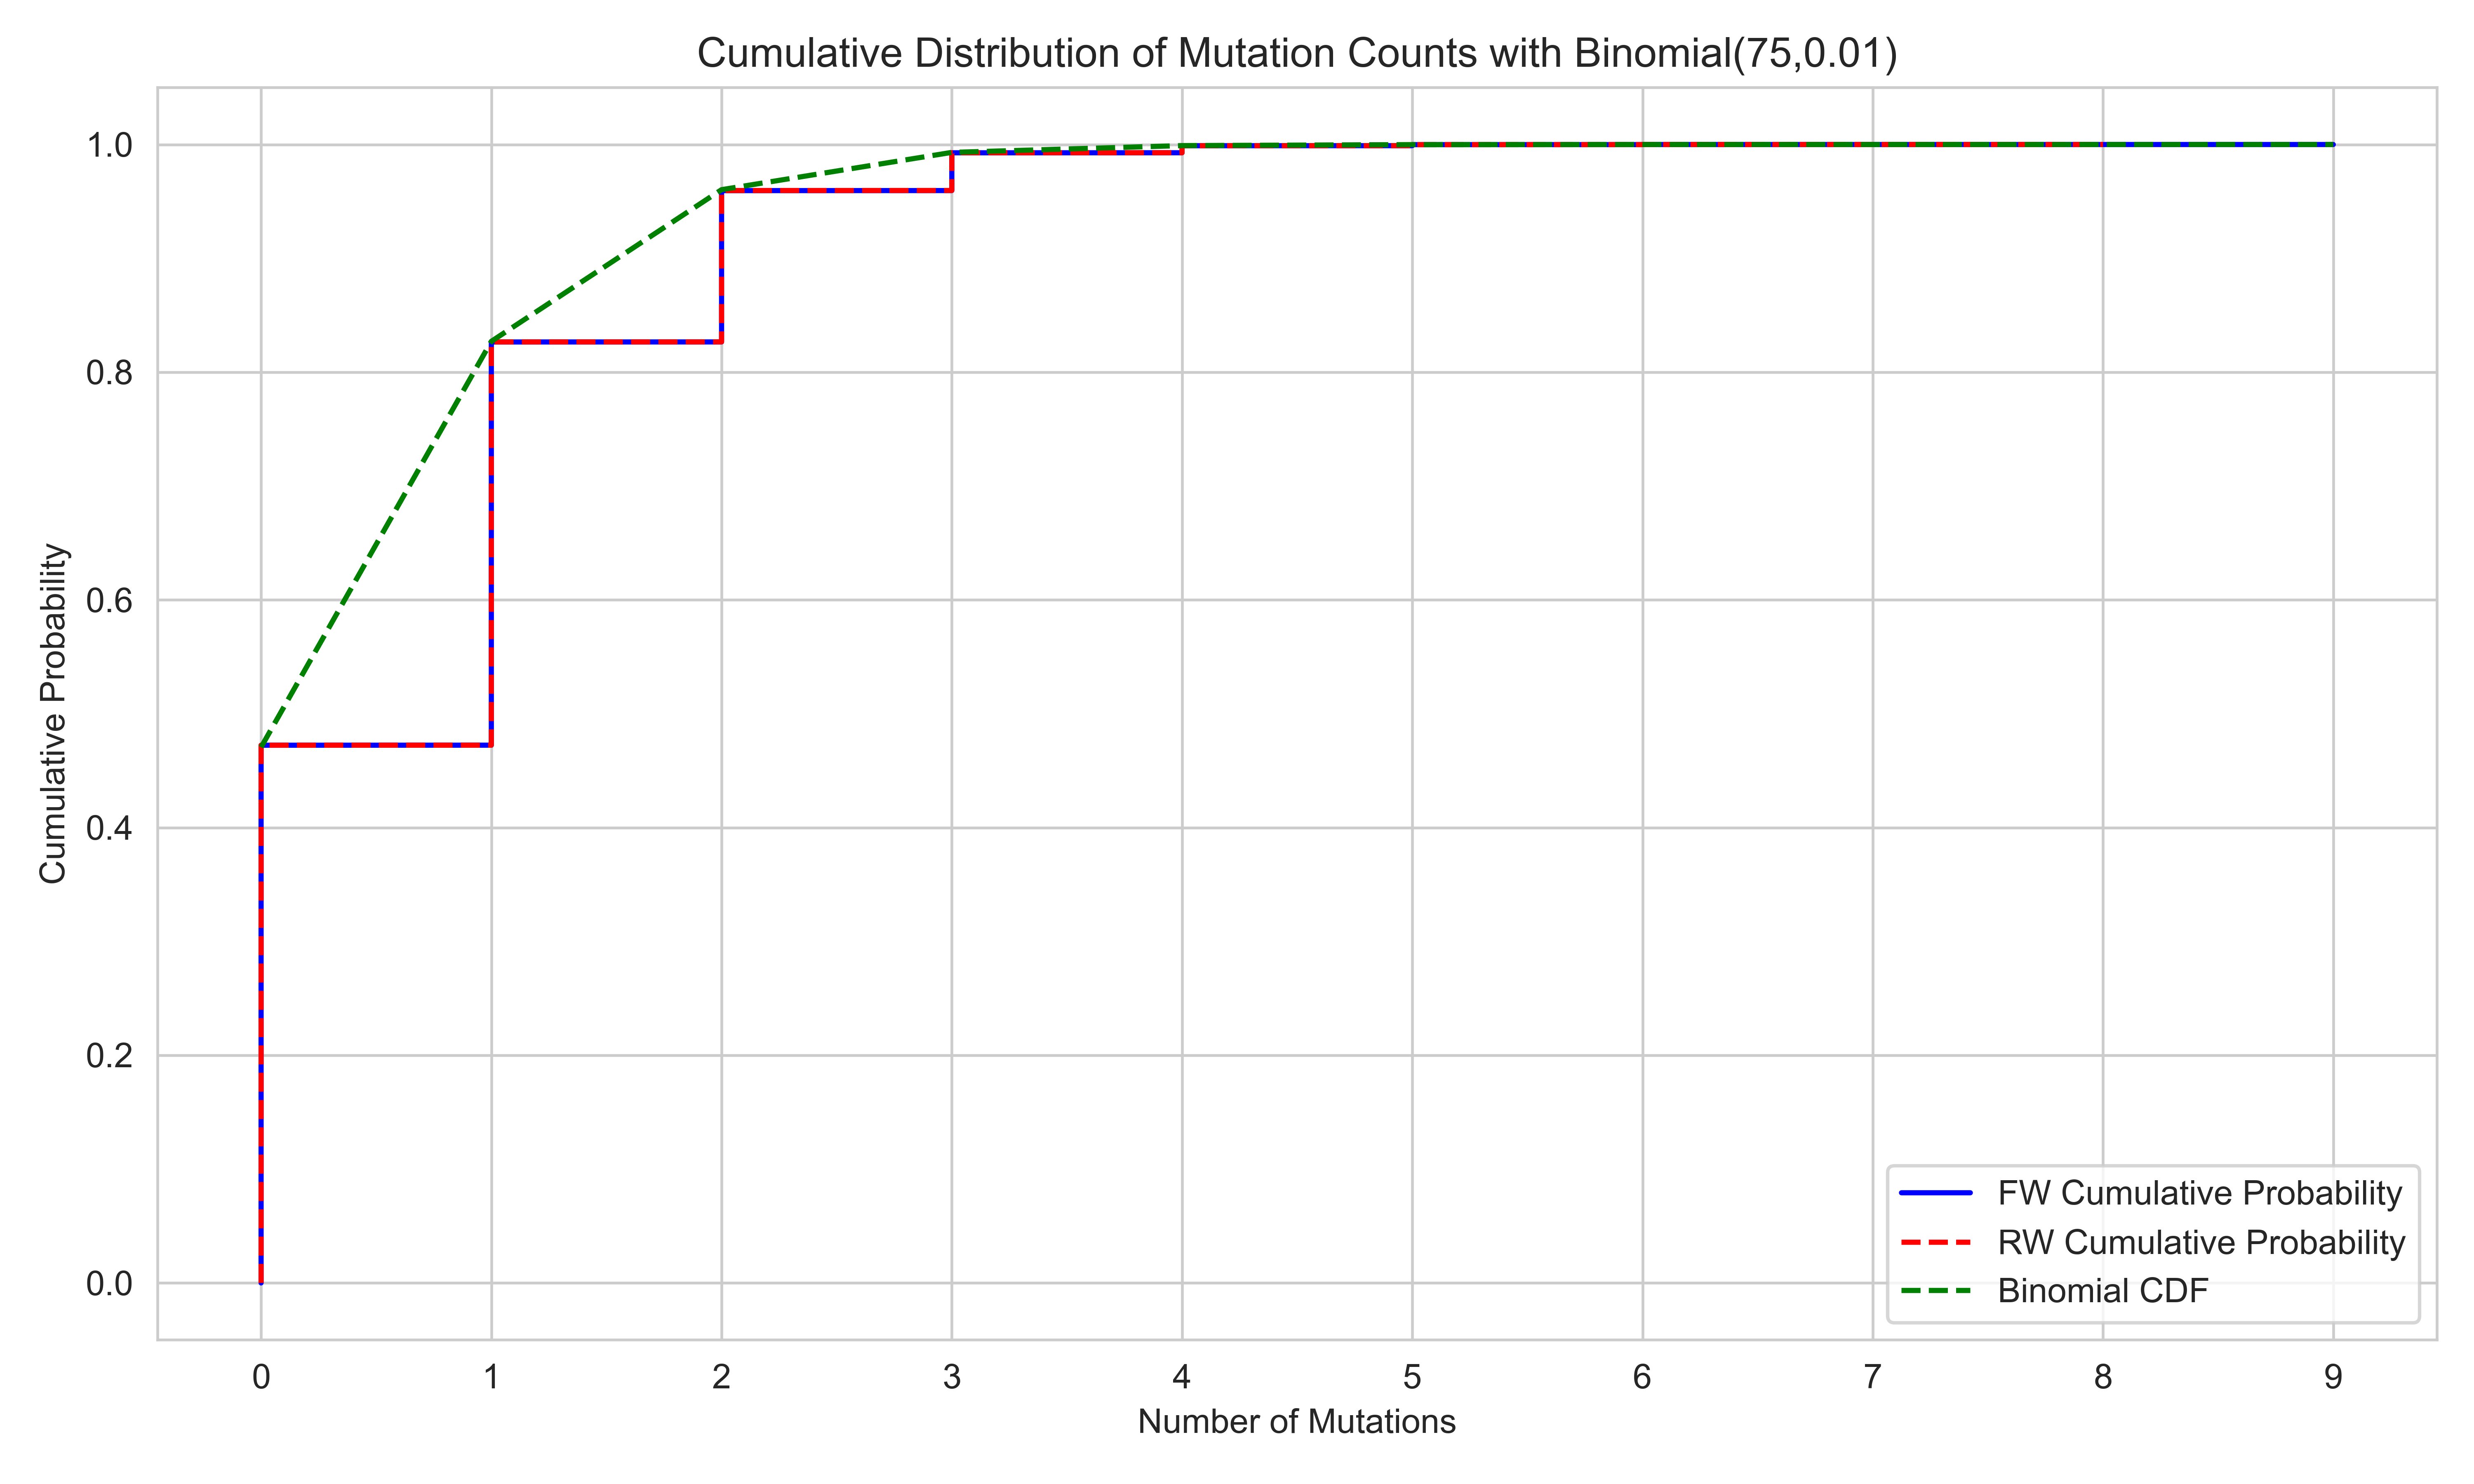 Cumulative Distribution of Mutation Counts with Binomial(75,0.01)
1.0
0.8
0.6
0.4
0.2
0.0
Cumulative Probability
0 1 2 3 4 5 6 7 8 9
Number of Mutations
FW Cumulative Probability
RW Cumulative Probability
Binomial CDF